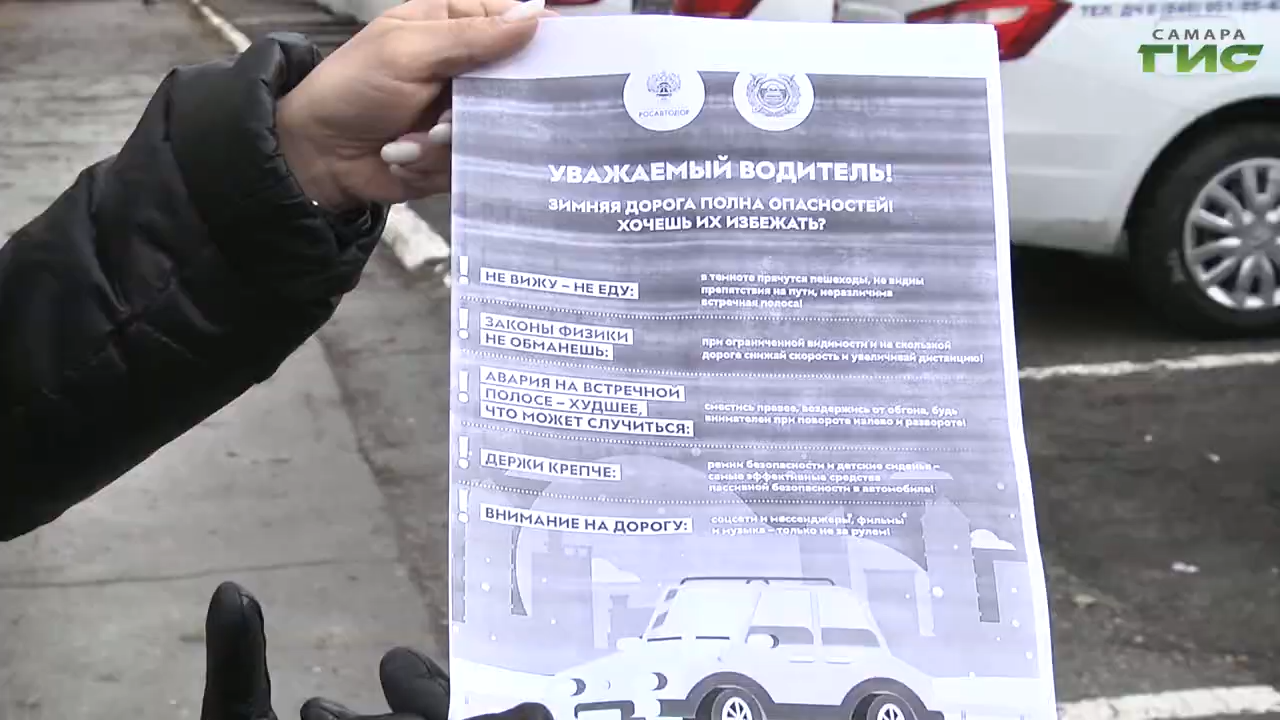 ТЕЛ. ДЧ 8 (846)
САМАРА
ГИС
РОСАВТОДОР
УВАЖАЕМЫЙ ВОДИТЕЛЬ!
ЗИМНЯЯ ДОРОГА ПОЛНА ОПАСНОСТЕЙ!
ХОЧЕШЬ ИХ ИЗБЕЖАТЬ?
! НЕ ВИЖУ – НЕ ЕДУ:
в темноте прячутся пешеходы, не видны
препятствия на пути, неразличима
встречная полоса!
! ЗАКОНЫ ФИЗИКИ
НЕ ОБМАНЕШЬ:
при ограниченной видимости и на скользкой
дороге снижай скорость и увеличивай дистанцию!
! АВАРИЯ НА ВСТРЕЧНОЙ
ПОЛОСЕ – ХУДШЕЕ,
ЧТО МОЖЕТ СЛУЧИТЬСЯ:
сместись правее, воздержись от обгона, будь
внимателен при повороте налево и развороте!
! ДЕРЖИ КРЕПЧЕ:
ремни безопасности и детские сиденья –
самые эффективные средства
пассивной безопасности в автомобиле!
! ВНИМАНИЕ НА ДОРОГУ:
соцсети и мессенджеры, фильмы
и музыка – только не за рулем!